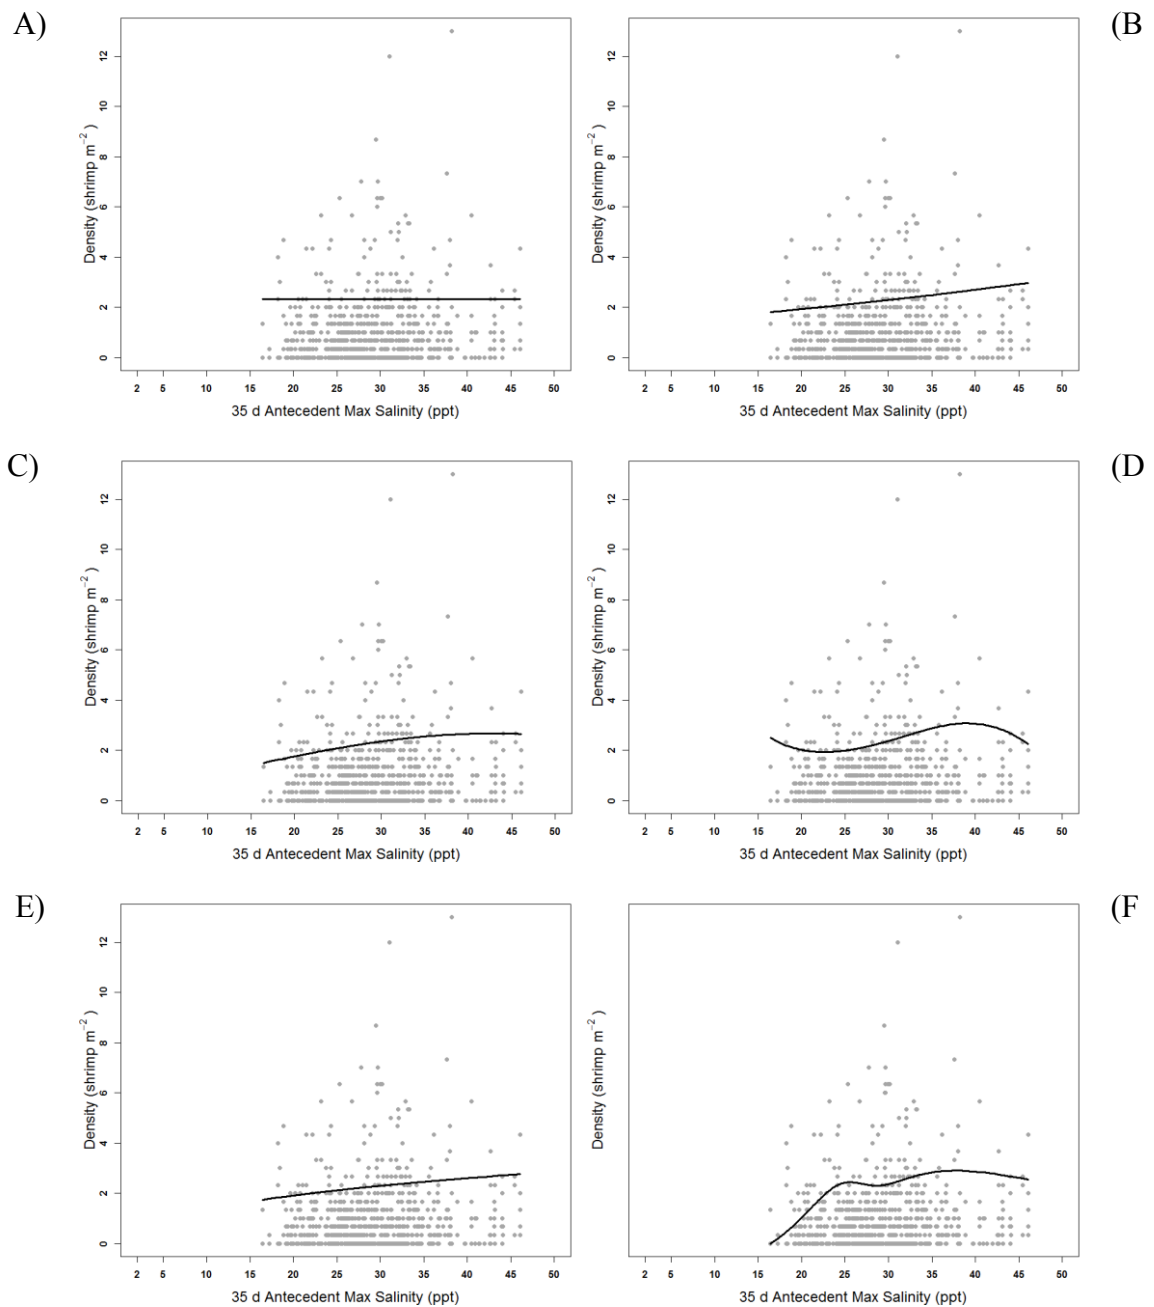 A)
(B
Density (shrimp m⁻² )
0 2 4 6 8 10 12
2 5 10 15 20 25 30 35 40 45 50
35 d Antecedent Max Salinity (ppt)
Density (shrimp m⁻² )
0 2 4 6 8 10 12
2 5 10 15 20 25 30 35 40 45 50
35 d Antecedent Max Salinity (ppt)
C)
(D
Density (shrimp m⁻² )
0 2 4 6 8 10 12
2 5 10 15 20 25 30 35 40 45 50
35 d Antecedent Max Salinity (ppt)
Density (shrimp m⁻² )
0 2 4 6 8 10 12
2 5 10 15 20 25 30 35 40 45 50
35 d Antecedent Max Salinity (ppt)
E)
(F
Density (shrimp m⁻² )
0 2 4 6 8 10 12
2 5 10 15 20 25 30 35 40 45 50
35 d Antecedent Max Salinity (ppt)
Density (shrimp m⁻² )
0 2 4 6 8 10 12
2 5 10 15 20 25 30 35 40 45 50
35 d Antecedent Max Salinity (ppt)